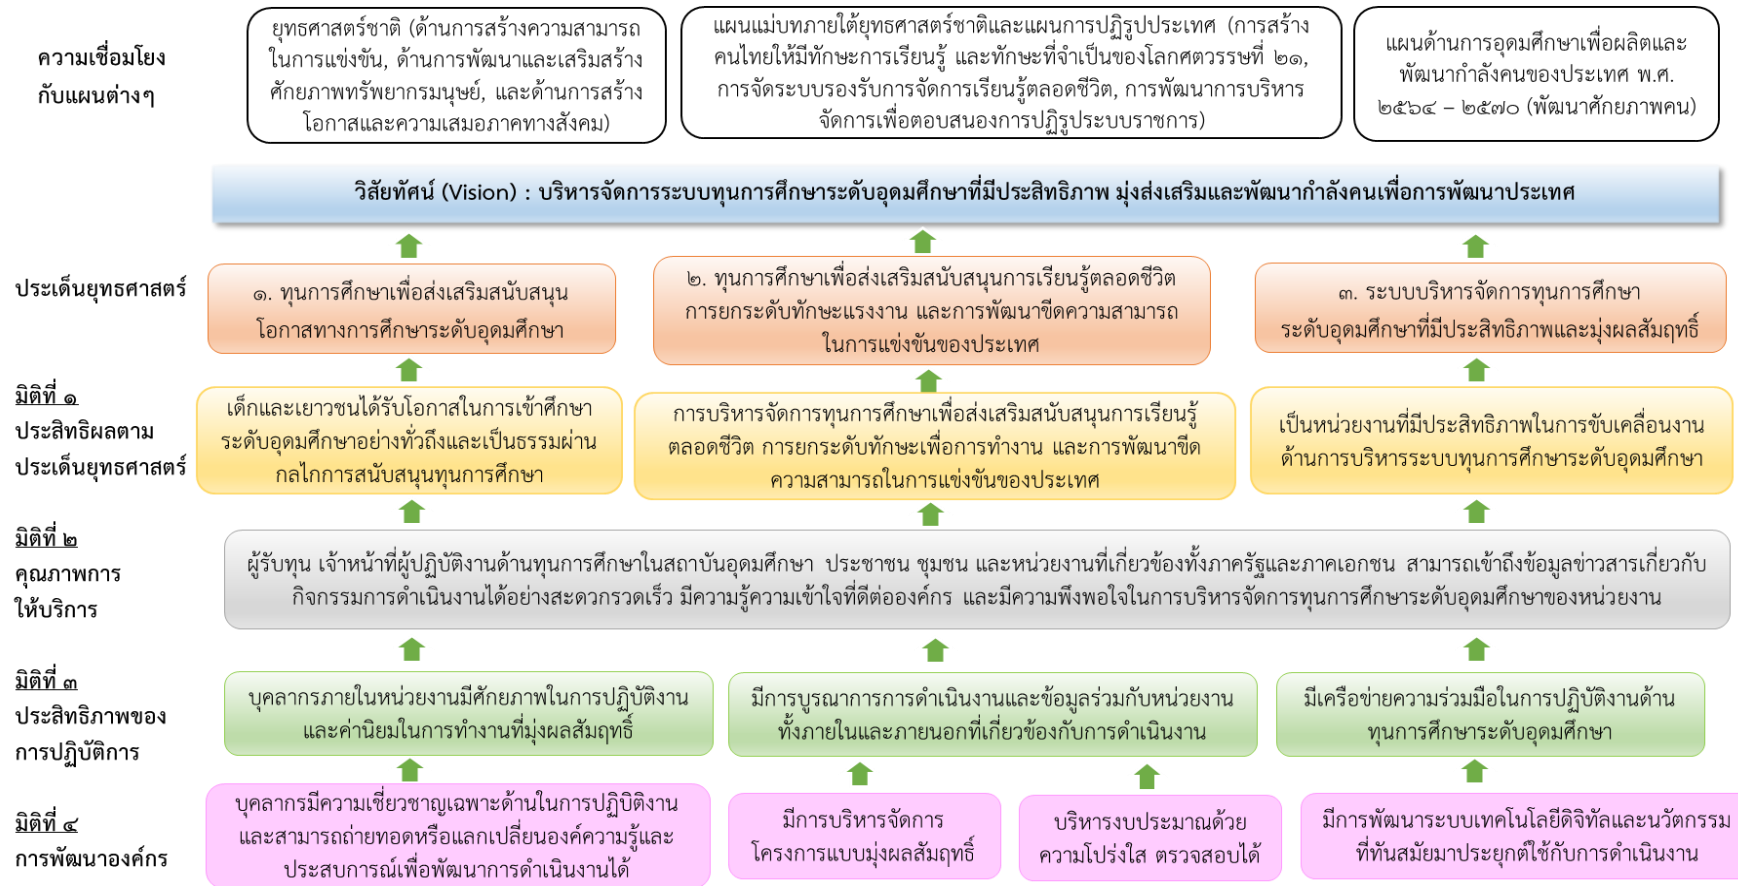 ความเชื่อมโยง
กับแผนต่างๆ
ยุทธศาสตร์ชาติ (ด้านการสร้างความสามารถ
ในการแข่งขัน, ด้านการพัฒนาและเสริมสร้าง
ศักยภาพทรัพยากรมนุษย์, และด้านการสร้าง
โอกาสและความเสมอภาคทางสังคม)
แผนแม่บทภายใต้ยุทธศาสตร์ชาติและแผนการปฏิรูปประเทศ (การสร้าง
คนไทยให้มีทักษะการเรียนรู้ และทักษะที่จำเป็นของโลกศตวรรษที่ ๒๑,
การจัดระบบรองรับการจัดการเรียนรู้ตลอดชีวิต, การพัฒนาการบริหาร
จัดการเพื่อตอบสนองการปฏิรูประบบราชการ)
แผนด้านการอุดมศึกษาเพื่อผลิตและ
พัฒนากำลังคนของประเทศ พ.ศ.
๒๕๖๔ – ๒๕๗๐ (พัฒนาศักยภาพคน)
วิสัยทัศน์ (Vision) : บริหารจัดการระบบทุนการศึกษาระดับอุดมศึกษาที่มีประสิทธิภาพ มุ่งส่งเสริมและพัฒนากำลังคนเพื่อการพัฒนาประเทศ
ประเด็นยุทธศาสตร์
๑. ทุนการศึกษาเพื่อส่งเสริมสนับสนุน
โอกาสทางการศึกษาระดับอุดมศึกษา
๒. ทุนการศึกษาเพื่อส่งเสริมสนับสนุนการเรียนรู้ตลอดชีวิต
การยกระดับทักษะแรงงาน และการพัฒนาขีดความสามารถ
ในการแข่งขันของประเทศ
๓. ระบบบริหารจัดการทุนการศึกษา
ระดับอุดมศึกษาที่มีประสิทธิภาพและมุ่งผลสัมฤทธิ์
มิติที่ ๑
ประสิทธิผลตาม
ประเด็นยุทธศาสตร์
เด็กและเยาวชนได้รับโอกาสในการเข้าศึกษา
ระดับอุดมศึกษาอย่างทั่วถึงและเป็นธรรมผ่าน
กลไกการสนับสนุนทุนการศึกษา
การบริหารจัดการทุนการศึกษาเพื่อส่งเสริมสนับสนุนการเรียนรู้
ตลอดชีวิต การยกระดับทักษะเพื่อการทำงาน และการพัฒนาขีด
ความสามารถในการแข่งขันของประเทศ
เป็นหน่วยงานที่มีประสิทธิภาพในการขับเคลื่อนงาน
ด้านการบริหารระบบทุนการศึกษาระดับอุดมศึกษา
มิติที่ ๒
คุณภาพการ
ให้บริการ
ผู้รับทุน เจ้าหน้าที่ผู้ปฏิบัติงานด้านทุนการศึกษาในสถาบันอุดมศึกษา ประชาชน ชุมชน และหน่วยงานที่เกี่ยวข้องทั้งภาครัฐและภาคเอกชน สามารถเข้าถึงข้อมูลข่าวสารเกี่ยวกับ
กิจกรรมการดำเนินงานได้อย่างสะดวกรวดเร็ว มีความรู้ความเข้าใจที่ดีต่อองค์กร และมีความพึงพอใจในการบริหารจัดการทุนการศึกษาระดับอุดมศึกษาของหน่วยงาน
มิติที่ ๓
ประสิทธิภาพของ
การปฏิบัติการ
บุคลากรภายในหน่วยงานมีศักยภาพในการปฏิบัติงาน
และค่านิยมในการทำงานที่มุ่งผลสัมฤทธิ์
มีการบูรณาการการดำเนินงานและข้อมูลร่วมกับหน่วยงาน
ทั้งภายในและภายนอกที่เกี่ยวข้องกับการดำเนินงาน
มีเครือข่ายความร่วมมือในการปฏิบัติงานด้าน
ทุนการศึกษาระดับอุดมศึกษา
มิติที่ ๔
การพัฒนาองค์กร
บุคลากรมีความเชี่ยวชาญเฉพาะด้านในการปฏิบิติงาน
และสามารถถ่ายทอดหรือแลกเปลี่ยนองค์ความรู้และ
ประสบการณ์เพื่อพัฒนาการดำเนินงานได้
มีการบริหารจัดการ
โครงการแบบมุ่งผลสัมฤทธิ์
บริหารงบประมาณด้วย
ความโปร่งใส ตรวจสอบได้
มีการพัฒนาระบบเทคโนโลยีดิจิทัลและนวัตกรรม
ที่ทันสมัยมาประยุกต์ใช้กับการดำเนินงาน